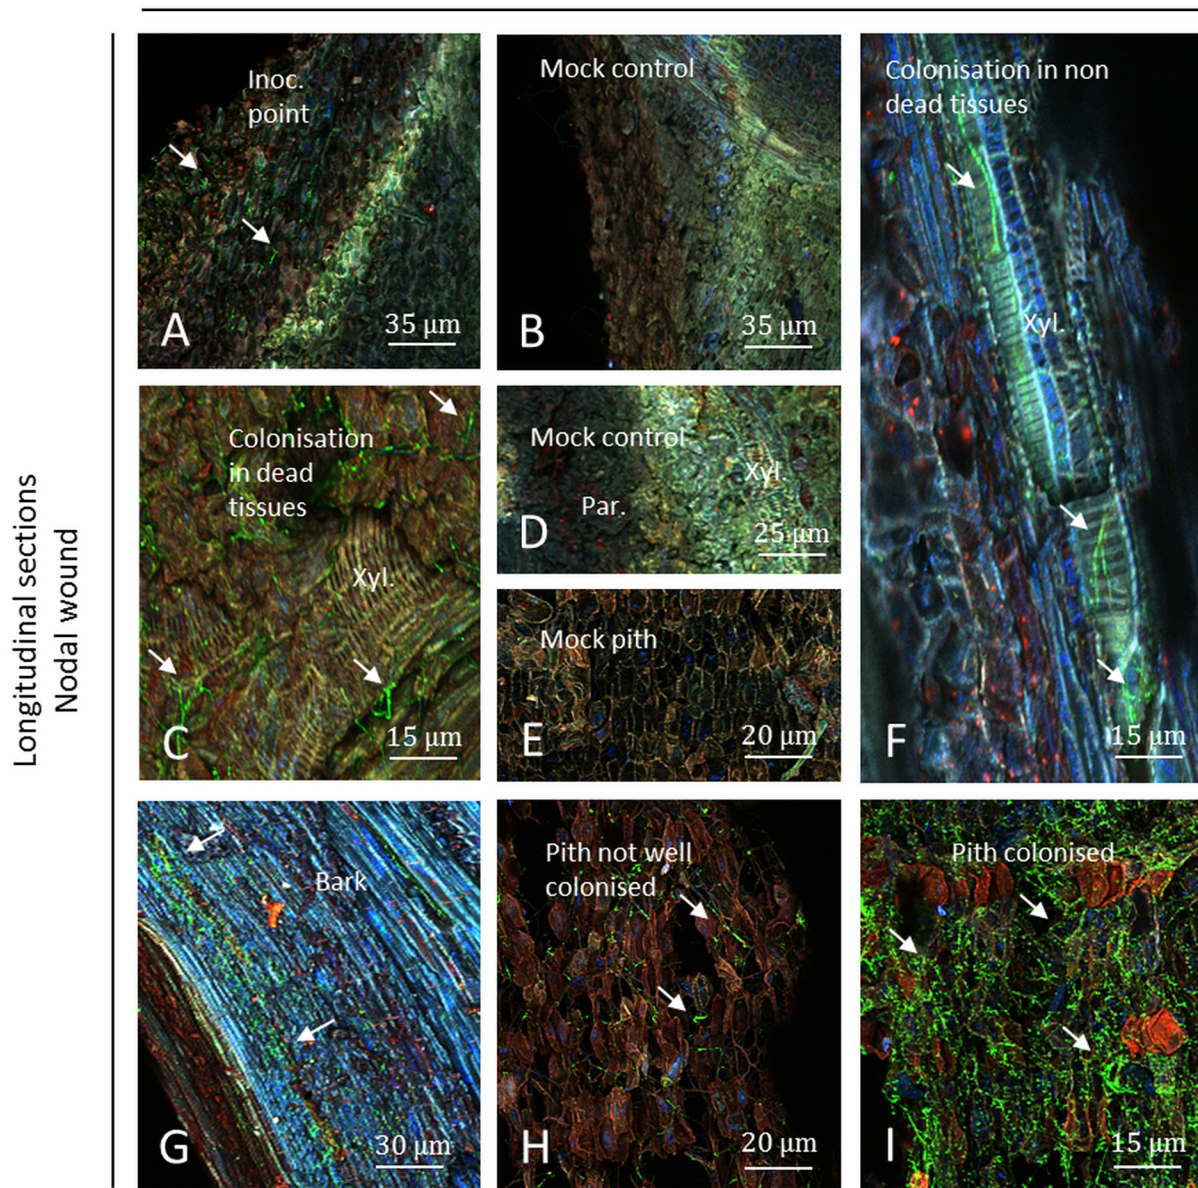 Longitudinal sections
Nodal wound
Inoc.
point
A
35 µm
Mock control
B
35 µm
Colonisation in non
dead tissues
Xyl.
F
15 µm
Colonisation
in dead
tissues
Xyl.
C
15 µm
Mock control
Par.
Xyl.
D
25 µm
Mock pith
E
20 µm
Bark
G
30 µm
Pith not well
colonised
H
20 µm
Pith colonised
I
15 µm